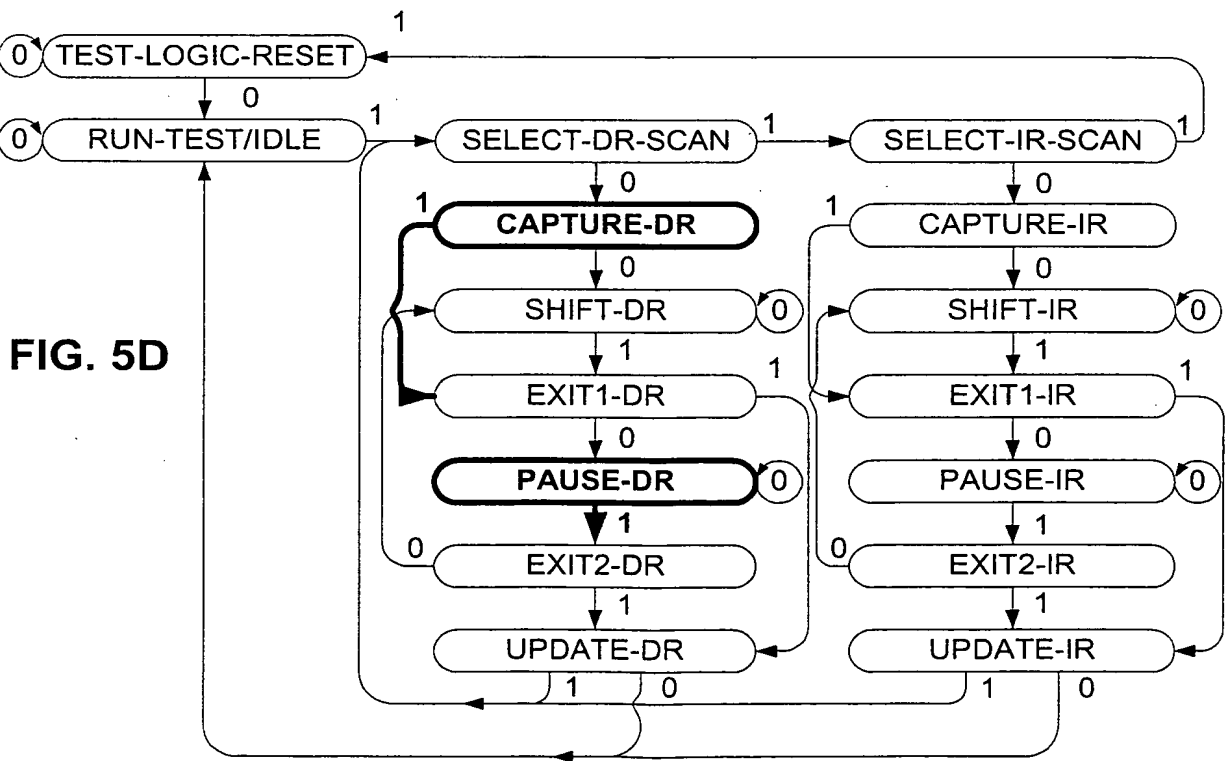 1
0 TEST-LOGIC-RESET
0
1
0 RUN-TEST/IDLE
SELECT-DR-SCAN
1
SELECT-IR-SCAN
1
0
0
1
CAPTURE-DR
1
CAPTURE-IR
0
0
SHIFT-DR
0
SHIFT-IR
0
FIG. 5D
1
1
EXIT1-DR
1
EXIT1-IR
1
0
0
PAUSE-DR
0
PAUSE-IR
0
1
1
0
EXIT2-DR
0
EXIT2-IR
1
1
UPDATE-DR
UPDATE-IR
1
0
1
0